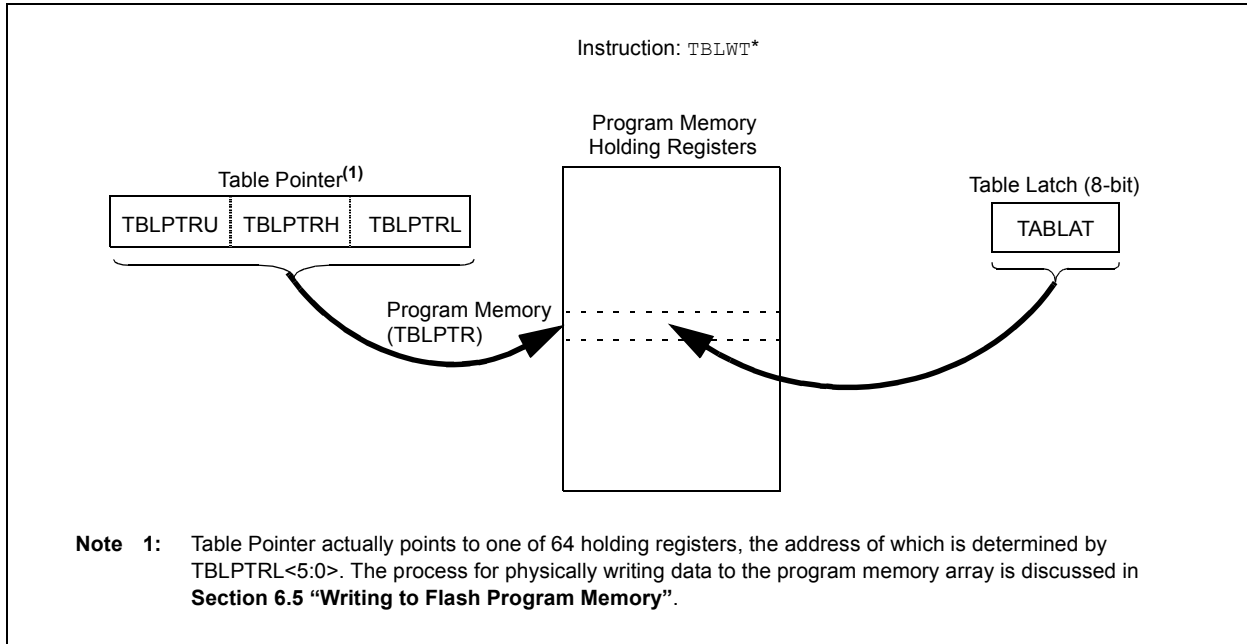 Instruction: TBLWT*
Program Memory
Holding Registers
Table Pointer(1)
Table Latch (8-bit)
TBLPTRU TBLPTRH TBLPTRL
TABLAT
Program Memory
(TBLPTR)
Note 1: Table Pointer actually points to one of 64 holding registers, the address of which is determined by
TBLPTRL<5:0>. The process for physically writing data to the program memory array is discussed in
Section 6.5 “Writing to Flash Program Memory”.